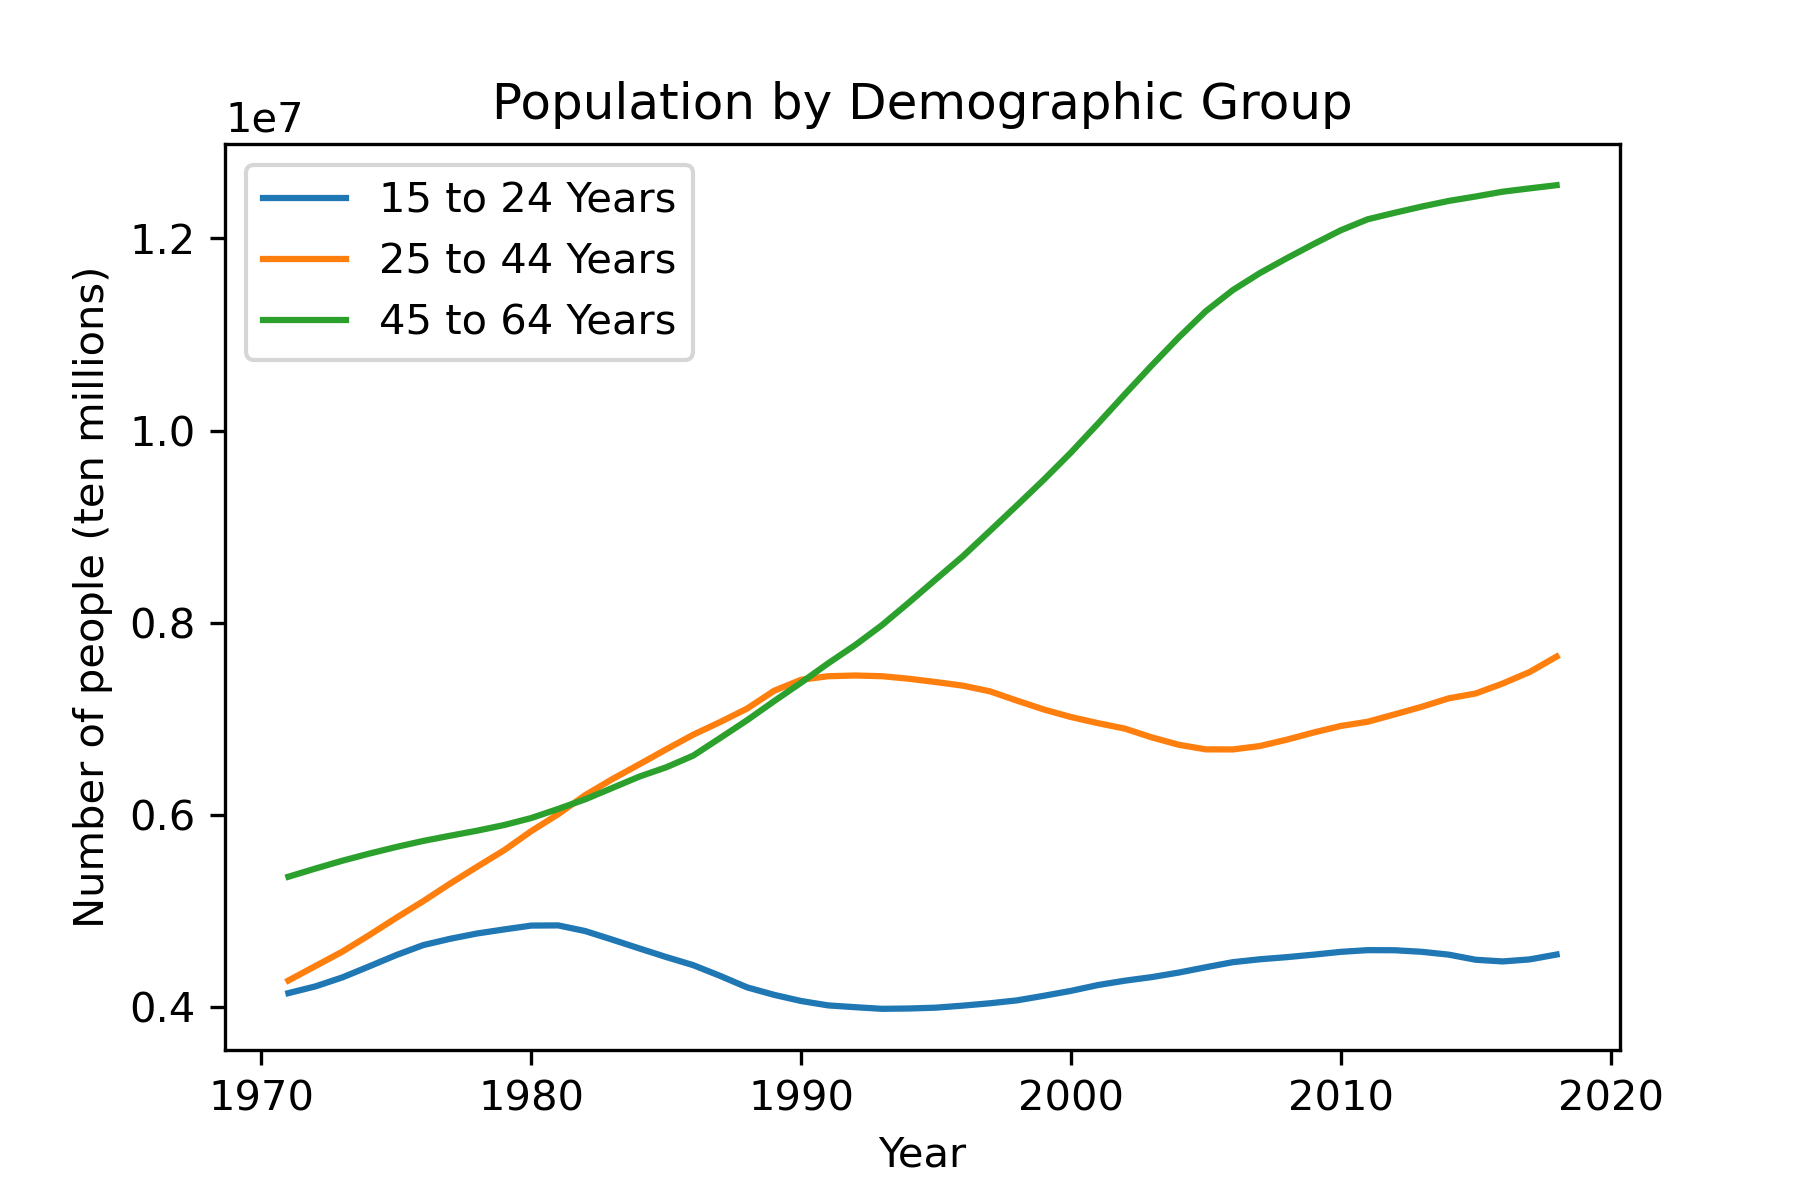 Population by Demographic Group
1e7
15 to 24 Years
25 to 44 Years
45 to 64 Years
Number of people (ten millions)
1.2
1.0
0.8
0.6
0.4
1970 1980 1990 2000 2010 2020
Year